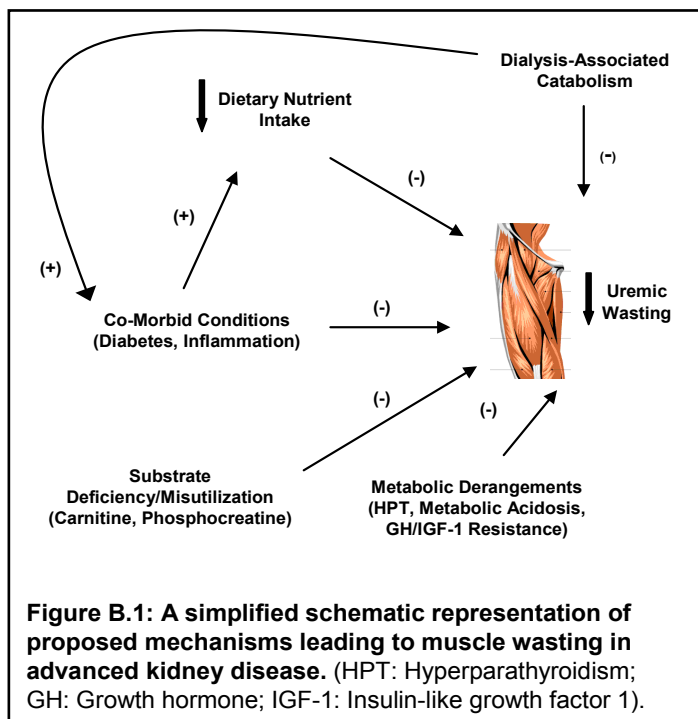 Dialysis-Associated
Catabolism
Dietary Nutrient
Intake
(-)
(-)
(+)
(+)
Uremic
Wasting
Co-Morbid Conditions
(Diabetes, Inflammation)
(-)
(-)
(-)
Substrate
Deficiency/Misutilization
(Carnitine, Phosphocreatine)
Metabolic Derangements
(HPT, Metabolic Acidosis,
GH/IGF-1 Resistance)
Figure B.1: A simplified schematic representation of
proposed mechanisms leading to muscle wasting in
advanced kidney disease. (HPT: Hyperparathyroidism;
GH: Growth hormone; IGF-1: Insulin-like growth factor 1).